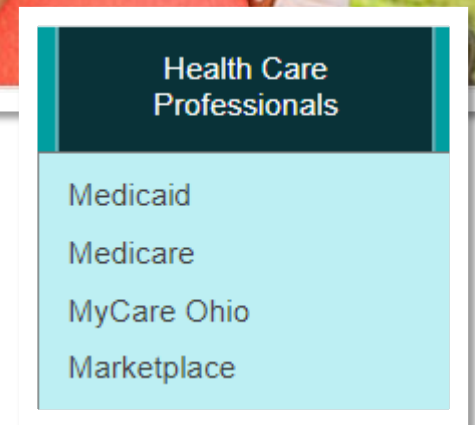 Health Care
Professionals
Medicaid
Medicare
MyCare Ohio
Marketplace